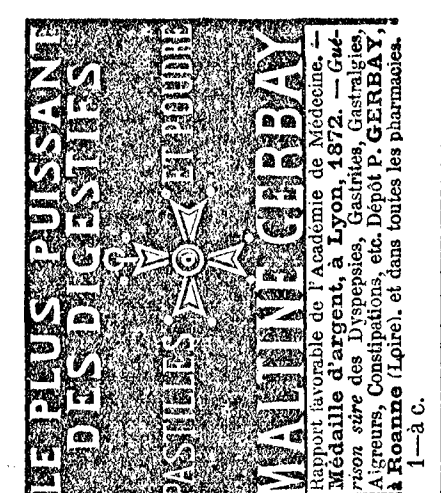 LE PLUS PUISSANT
DES DIGESTIFS
PASTILLES ET POUDRE
MALTINE GERBAY
Rapport favorable de l'Académie de Médecine. —
Médaille d'argent, à Lyon, 1872. — Gué-
rison sûre des Dyspepsies, Gastrites, Gastralgies,
Aigreurs, Constipations, etc. Dépôt P. GERBAY,
à Roanne (Loire). et dans toutes les pharmacies.
1—à c.